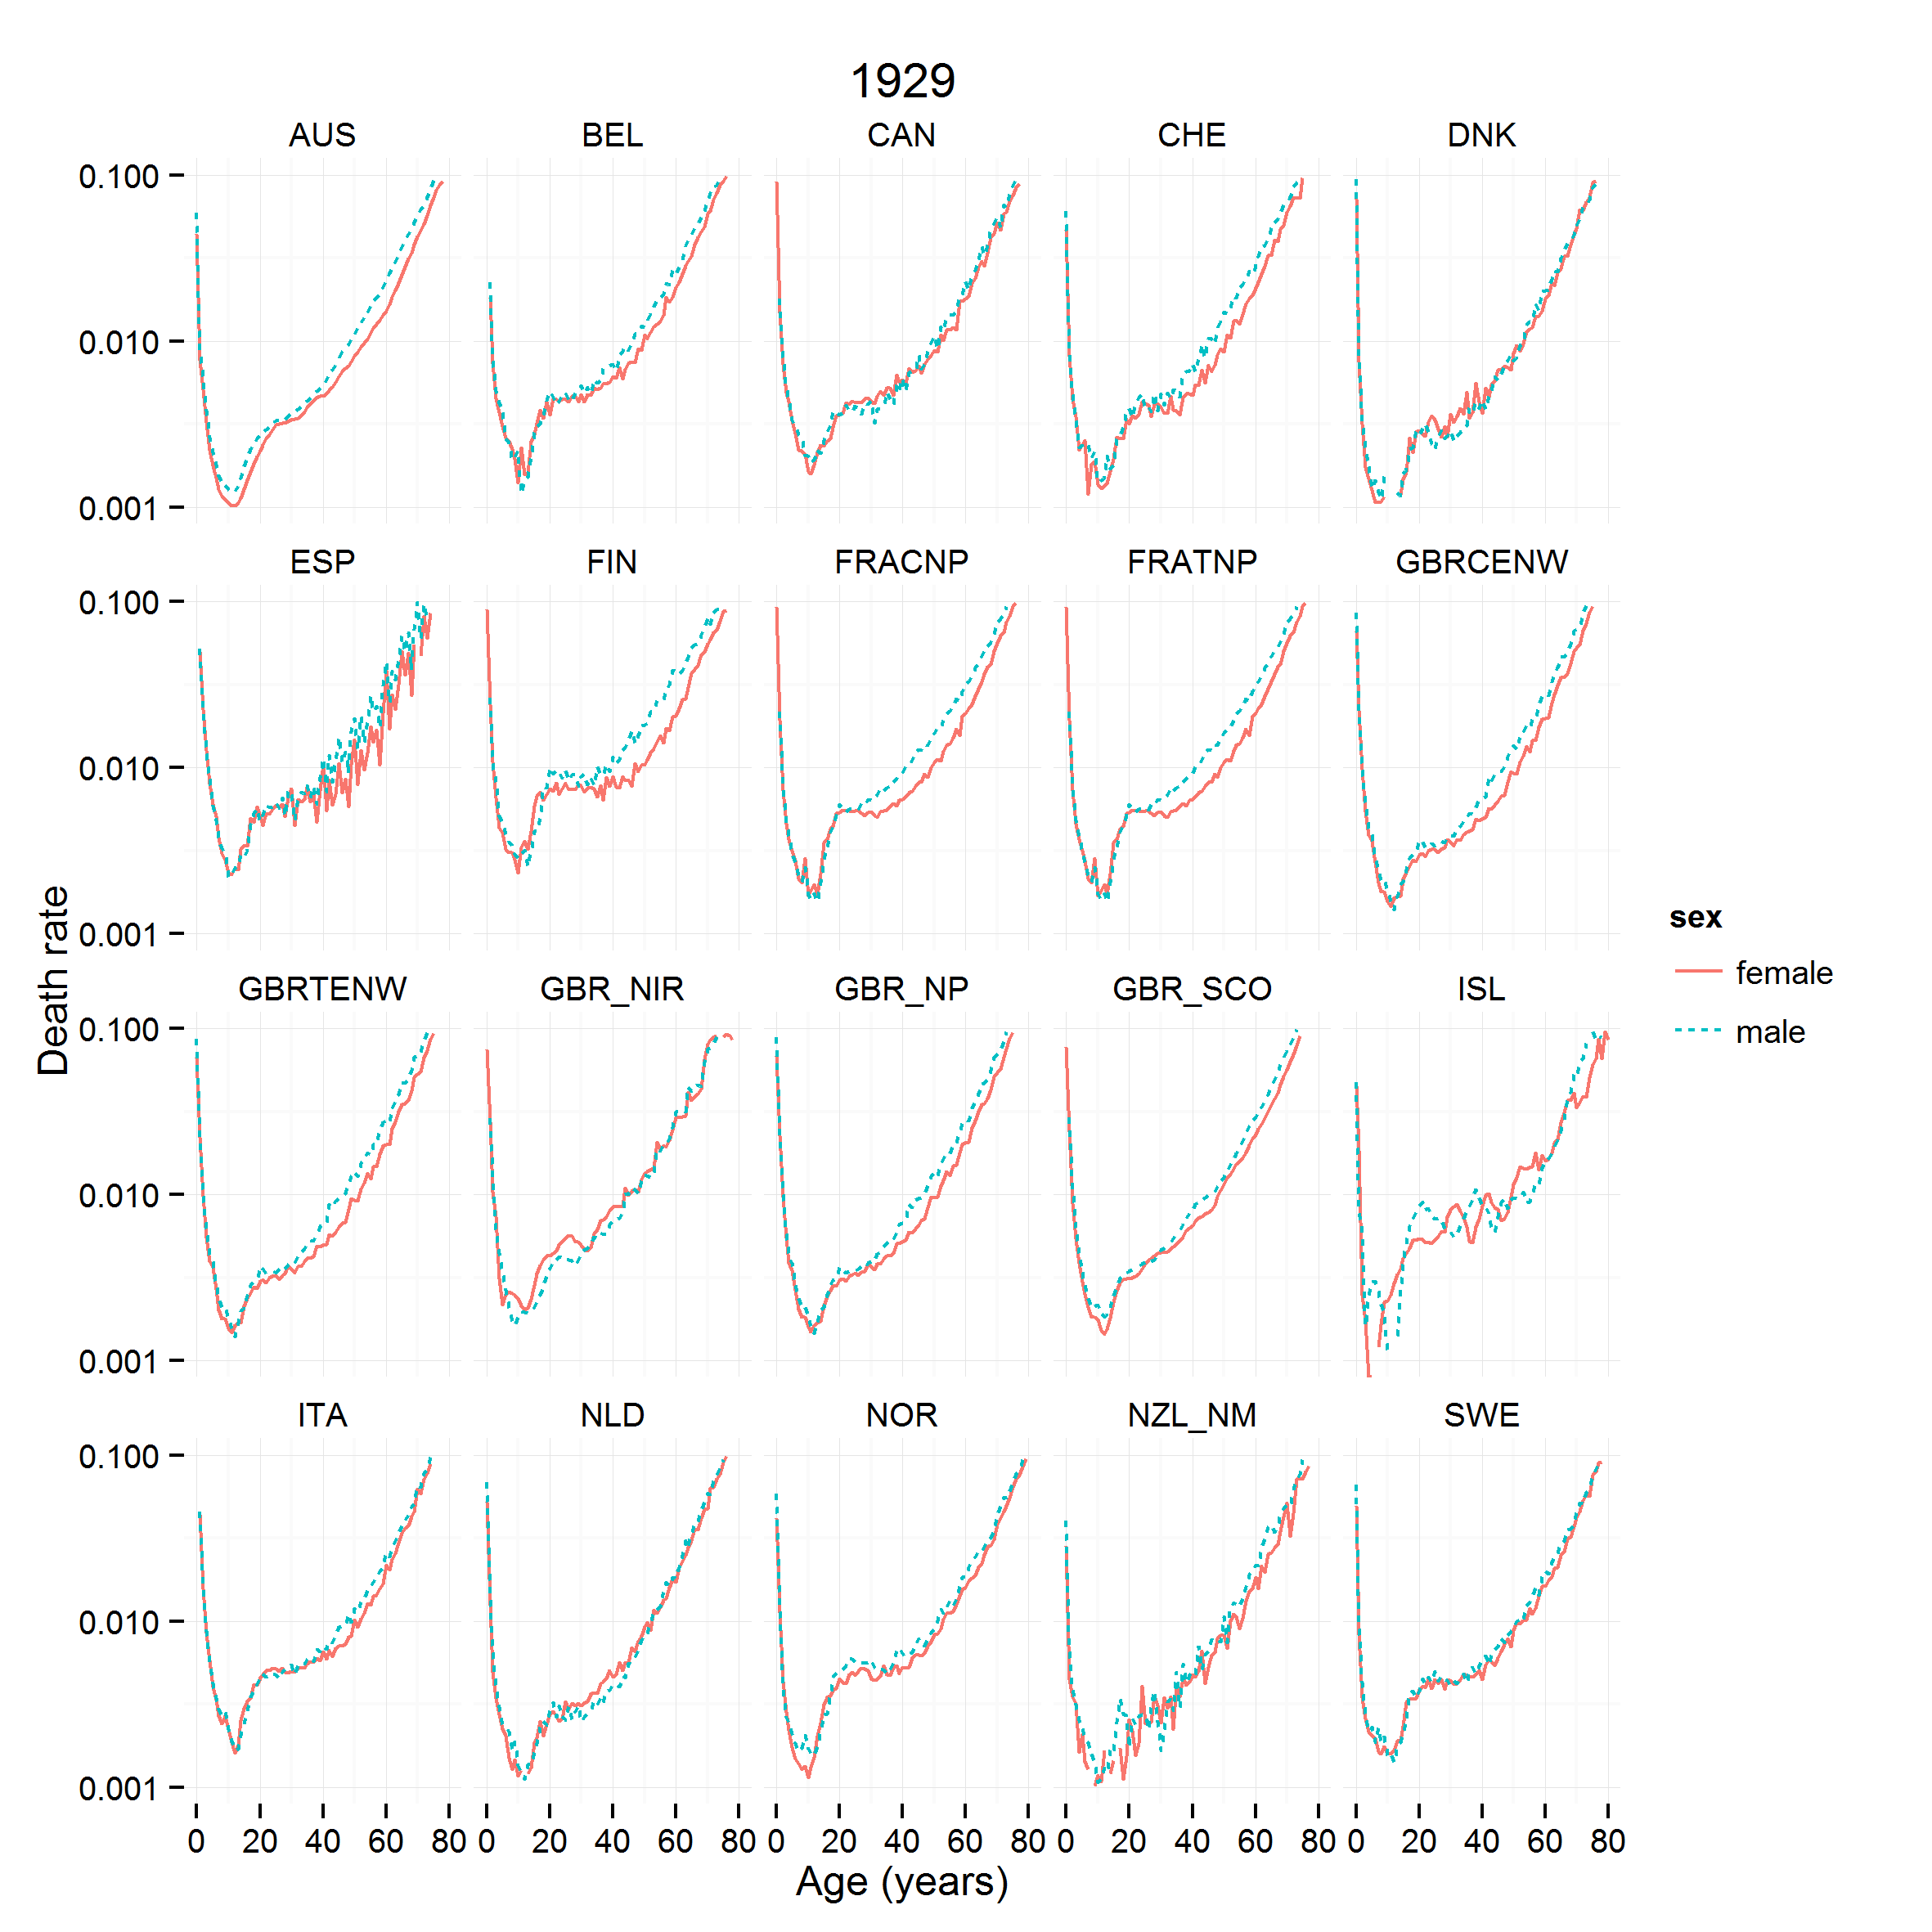 1929
AUS BEL CAN CHE DNK
0.100
0.010
0.001
ESP FIN FRACNP FRATNP GBRCENW
0.100
0.010
0.001
GBRTENW GBR_NIR GBR_NP GBR_SCO ISL
0.100
0.010
0.001
ITA NLD NOR NZL_NM SWE
0.100
0.010
0.001
0 20 40 60 80 0 20 40 60 80 0 20 40 60 80 0 20 40 60 80 0 20 40 60 80
Age (years)
Death rate
sex
female
male